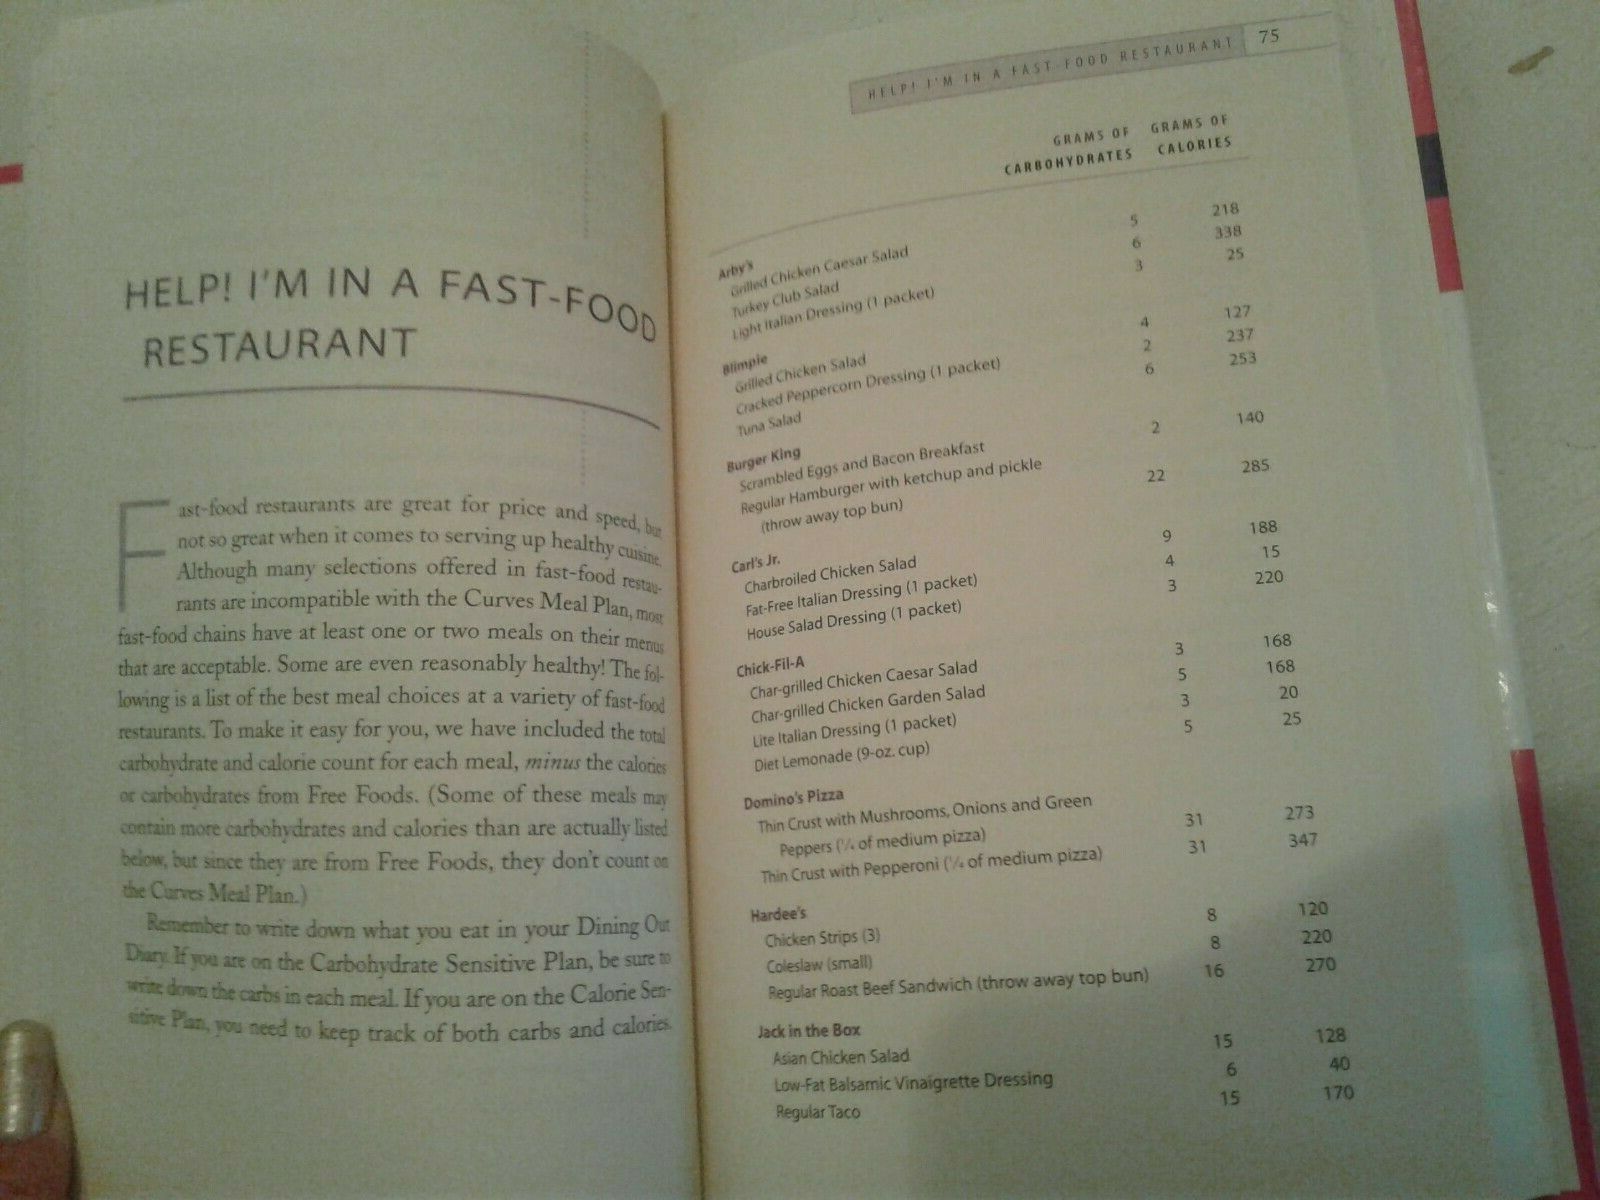 HELP! I'M IN A FAST-FOOD
RESTAURANT
Fast-food restaurants are great for price and speed, but
not so great when it comes to serving up healthy cuisine.
Although many selections offered in fast-food restau-
rants are incompatible with the Curves Meal Plan, most
fast-food chains have at least one or two meals on their menus
that are acceptable. Some are even reasonably healthy! The fol-
lowing is a list of the best meal choices at a variety of fast-food
restaurants. To make it easy for you, we have included the total
carbohydrate and calorie count for each meal, minus the calories
or carbohydrates from Free Foods. (Some of these meals may
contain more carbohydrates and calories than are actually listed
below, but since they are from Free Foods, they don't count on
the Curves Meal Plan.)
Remember to write down what you eat in your Dining Out
Diary. If you are on the Carbohydrate Sensitive Plan, be sure to
write down the carbs in each meal. If you are on the Calorie Sen-
sitive Plan, you need to keep track of both carbs and calories.
HELP! I'M IN A FAST-FOOD RESTAURANT 75
GRAMS OF GRAMS OF
CARBOHYDRATES CALORIES
Arby's
Grilled Chicken Caesar Salad 5 218
Turkey Club Salad 6 338
Light Italian Dressing (1 packet) 3 25
Blimpie
Grilled Chicken Salad 4 127
Cracked Peppercorn Dressing (1 packet) 2 237
Tuna Salad 6 253
Burger King
Scrambled Eggs and Bacon Breakfast 2 140
Regular Hamburger with ketchup and pickle
(throw away top bun) 22 285
Carl's Jr.
Charbroiled Chicken Salad 9 188
Fat-Free Italian Dressing (1 packet) 4 15
House Salad Dressing (1 packet) 3 220
Chick-Fil-A
Char-grilled Chicken Caesar Salad 3 168
Char-grilled Chicken Garden Salad 5 168
Lite Italian Dressing (1 packet) 3 20
Diet Lemonade (9-oz. cup) 5 25
Domino's Pizza
Thin Crust with Mushrooms, Onions and Green
Peppers (¼ of medium pizza) 31 273
Thin Crust with Pepperoni (¼ of medium pizza) 31 347
Hardee's
Chicken Strips (3) 8 120
Coleslaw (small) 8 220
Regular Roast Beef Sandwich (throw away top bun) 16 270
Jack in the Box
Asian Chicken Salad 15 128
Low-Fat Balsamic Vinaigrette Dressing 6 40
Regular Taco 15 170